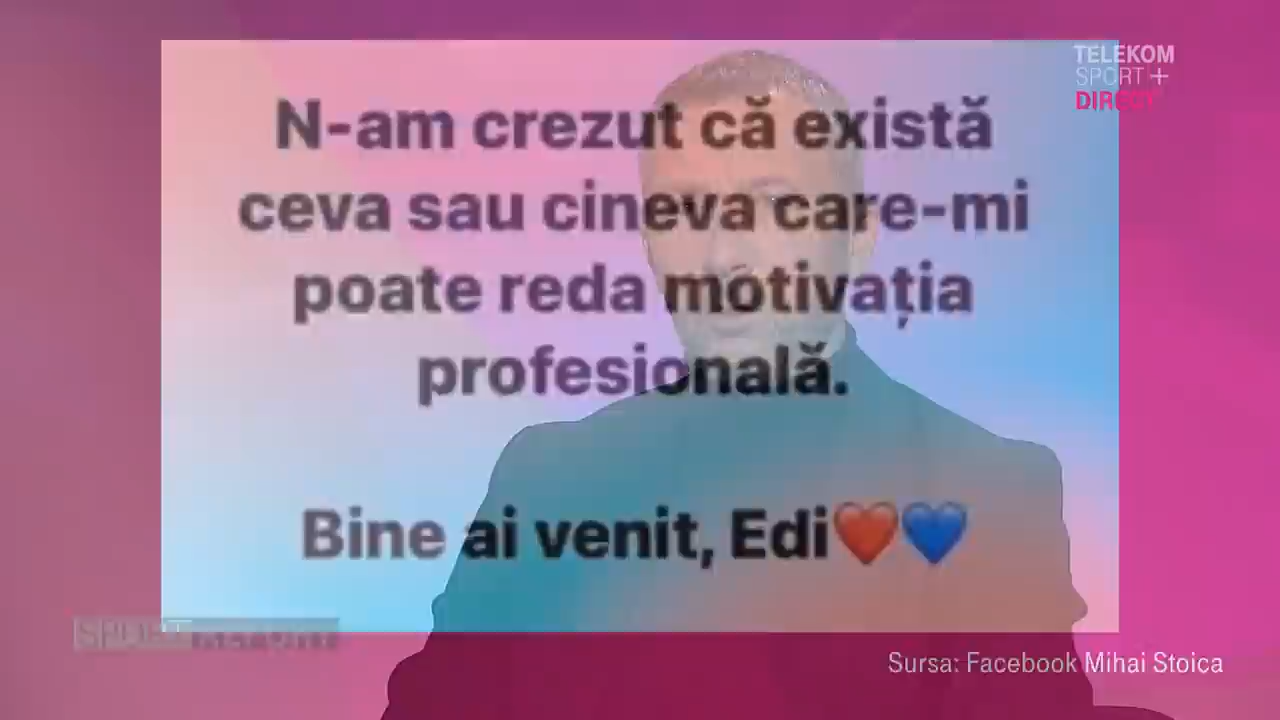 TELEKOM
SPORT +
DIRECT
N-am crezut că există
ceva sau cineva care-mi
poate reda motivația
profesională.
Bine ai venit, Edi❤️💙
SPORT
Sursa: Facebook Mihai Stoica